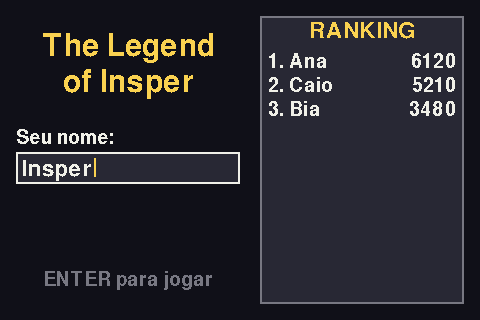 The Legend
of Insper
Seu nome:
Insper
ENTER para jogar
RANKING
1. Ana 6120
2. Caio 5210
3. Bia 3480